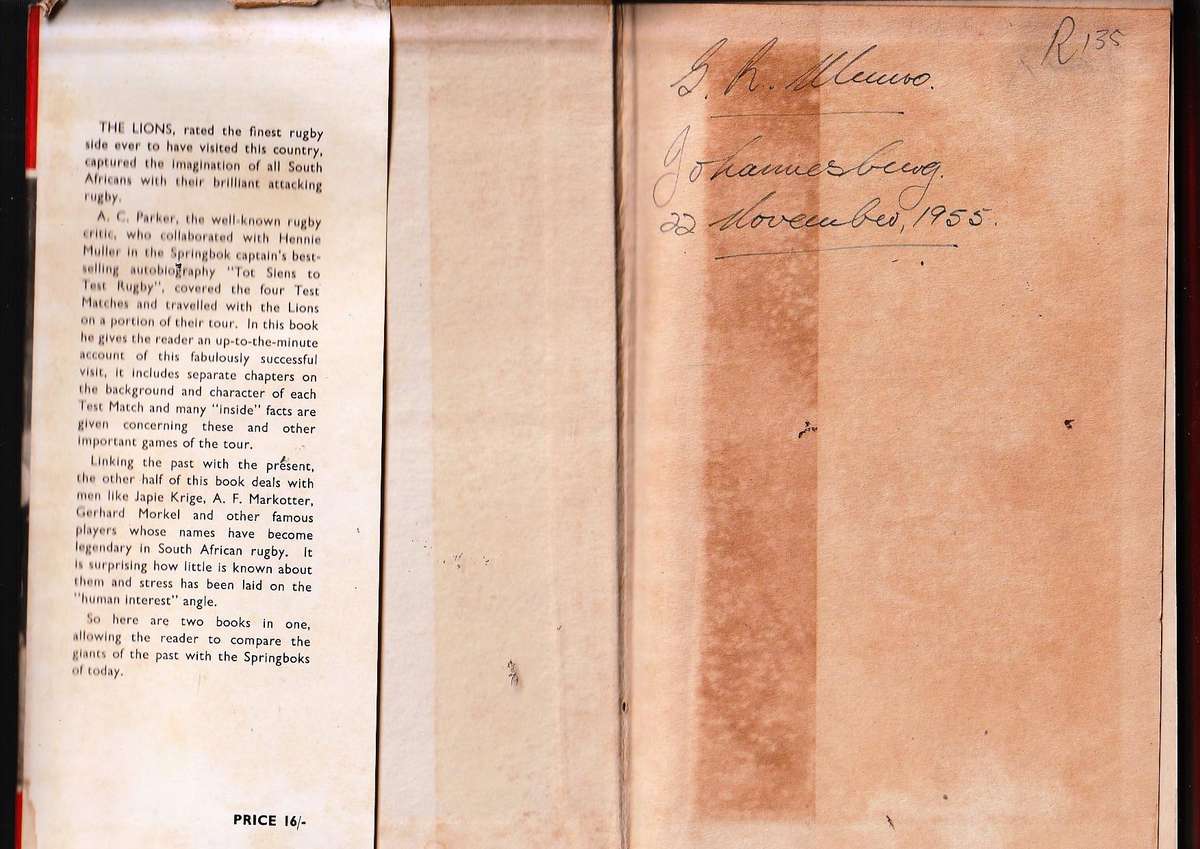 THE LIONS, rated the finest rugby
side ever to have visited this country,
captured the imagination of all South
Africans with their brilliant attacking
rugby.
A. C. Parker, the well-known rugby
critic, who collaborated with Hennie
Muller in the Springbok captain's best-
selling autobiography "Tot Siens to
Test Rugby", covered the four Test
Matches and travelled with the Lions
on a portion of their tour. In this book
he gives the reader an up-to-the-minute
account of this fabulously successful
visit, it includes separate chapters on
the background and character of each
Test Match and many "inside" facts are
given concerning these and other
important games of the tour.
Linking the past with the present,
the other half of this book deals with
men like Japie Krige, A. F. Markotter,
Gerhard Morkel and other famous
players whose names have become
legendary in South African rugby. It
is surprising how little is known about
them and stress has been laid on the
"human interest" angle.
So here are two books in one,
allowing the reader to compare the
giants of the past with the Springboks
of today.
PRICE 16/-
R135
G. R. Munro.
Johannesburg.
22 November, 1955.